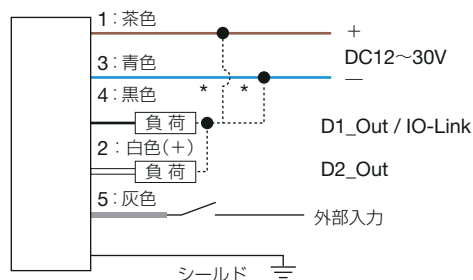 1：茶色
+
DC12～30V
3：青色
—
* *
4：黒色
負 荷
D1_Out / IO-Link
2：白色(＋)
負 荷
D2_Out
5：灰色
外部入力
シールド